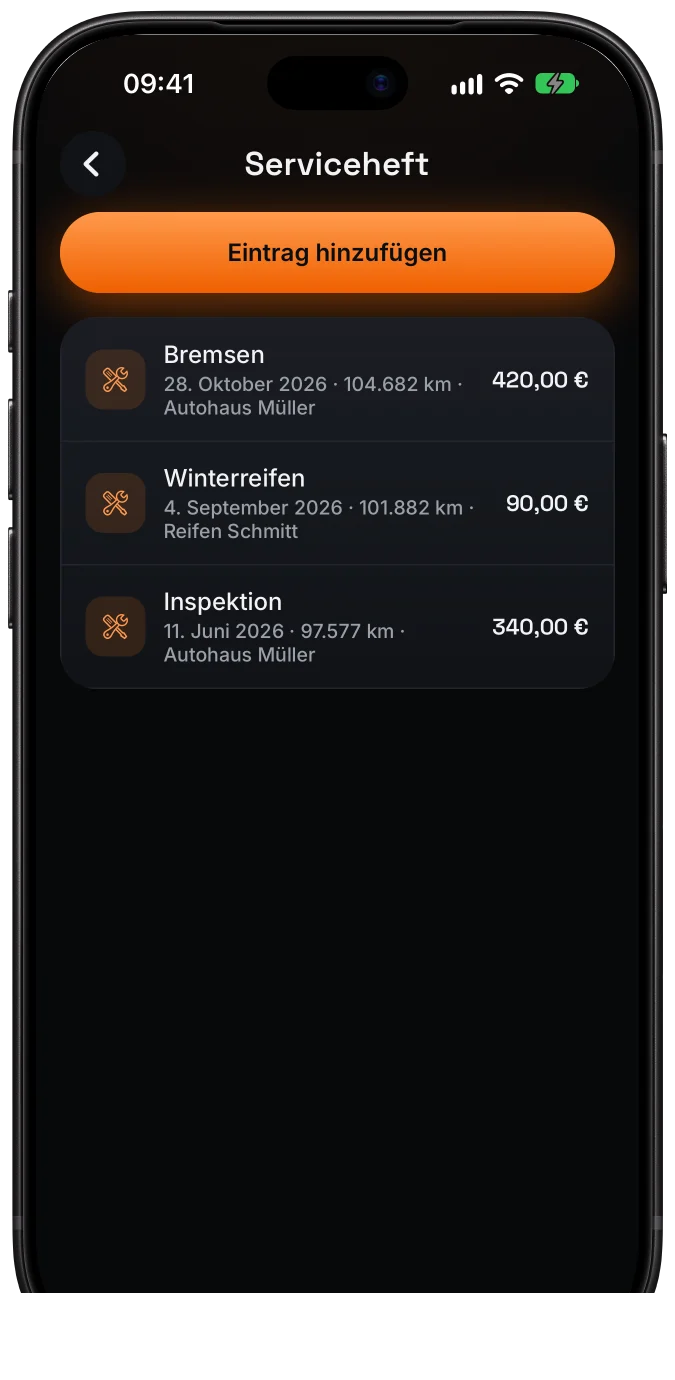 09:41
Serviceheft
Eintrag hinzufügen
Bremsen
28. Oktober 2026 · 104.682 km ·
Autohaus Müller
420,00 €
Winterreifen
4. September 2026 · 101.882 km ·
Reifen Schmitt
90,00 €
Inspektion
11. Juni 2026 · 97.577 km ·
Autohaus Müller
340,00 €